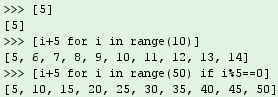 >>> [5]
[5]
>>> [i+5 for i in range(10)]
[5, 6, 7, 8, 9, 10, 11, 12, 13, 14]
>>> [i+5 for i in range(50) if i%5==0]
[5, 10, 15, 20, 25, 30, 35, 40, 45, 50]